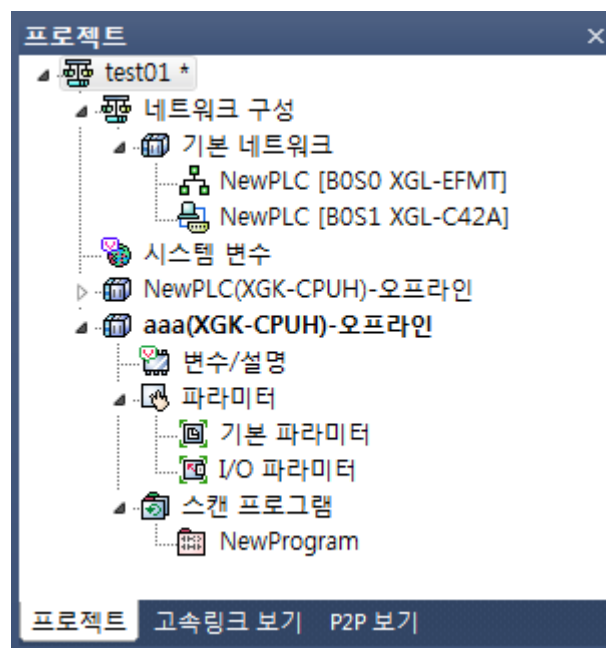 프로젝트
test01 *
네트워크 구성
기본 네트워크
NewPLC [B0S0 XGL-EFMT]
NewPLC [B0S1 XGL-C42A]
시스템 변수
NewPLC(XGK-CPUH)-오프라인
aaa(XGK-CPUH)-오프라인
변수/설명
파라미터
기본 파라미터
I/O 파라미터
스캔 프로그램
NewProgram
프로젝트 고속링크 보기 P2P 보기